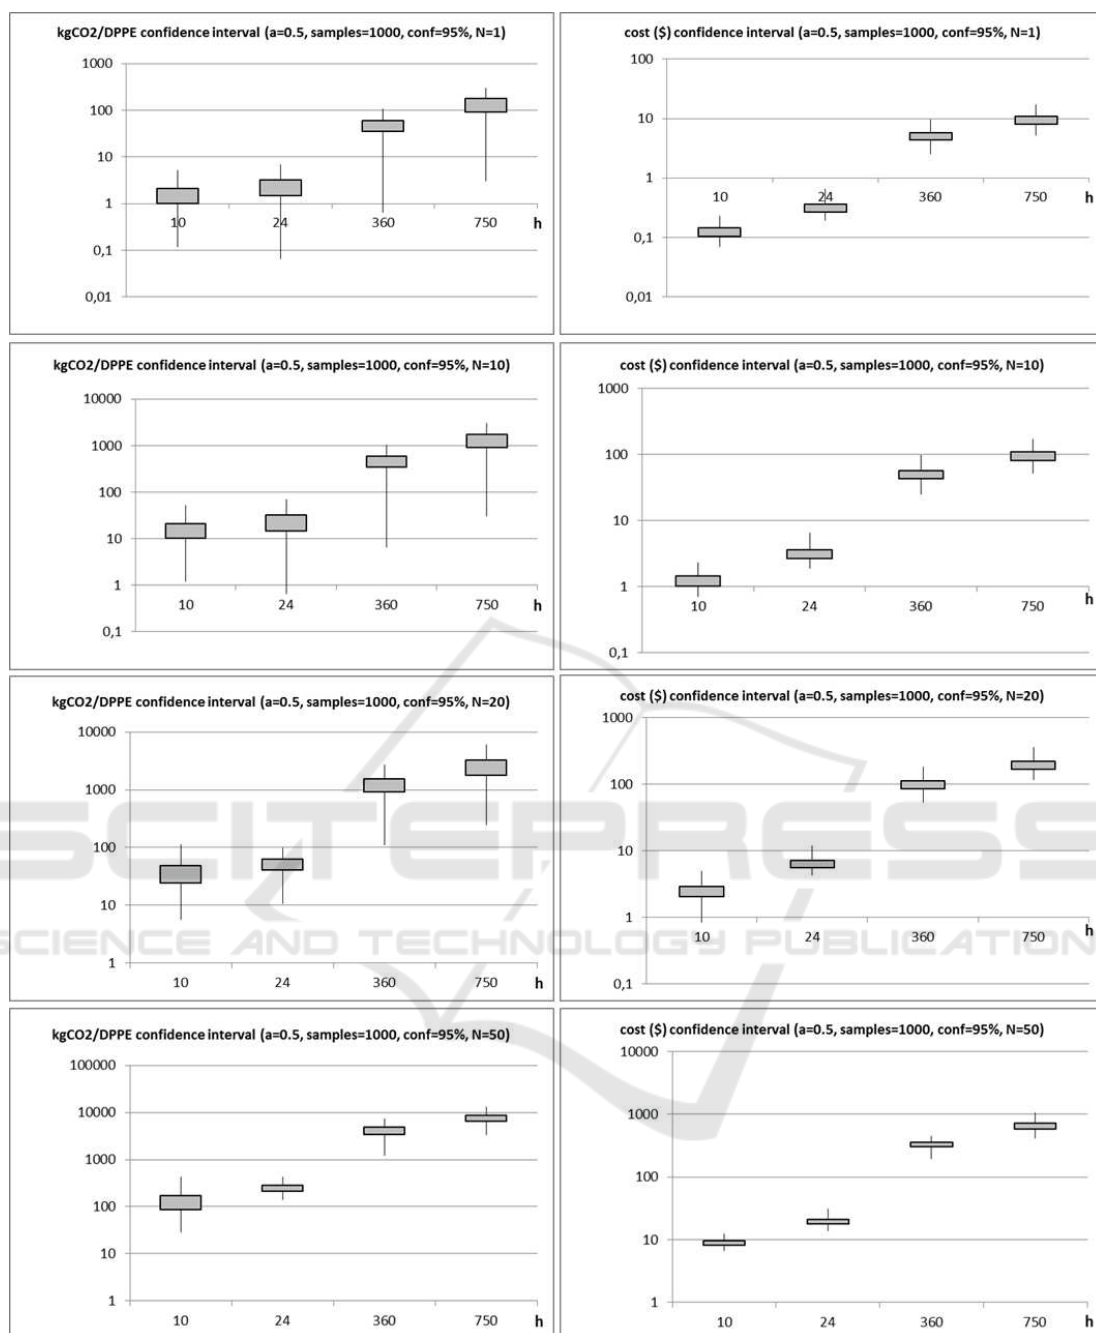 kgCO2/DPPE confidence interval (a=0.5, samples=1000, conf=95%, N=1)
1000
100
10
1
0,1
0,01
10 24 360 750 h
cost ($) confidence interval (a=0.5, samples=1000, conf=95%, N=1)
100
10
1
0,1
0,01
10 24 360 750 h
kgCO2/DPPE confidence interval (a=0.5, samples=1000, conf=95%, N=10)
10000
1000
100
10
1
0,1
10 24 360 750 h
cost ($) confidence interval (a=0.5, samples=1000, conf=95%, N=10)
1000
100
10
1
0,1
10 24 360 750 h
kgCO2/DPPE confidence interval (a=0.5, samples=1000, conf=95%, N=20)
10000
1000
100
10
1
10 24 360 750 h
cost ($) confidence interval (a=0.5, samples=1000, conf=95%, N=20)
1000
100
10
1
0,1
10 24 360 750 h
SCITEPRESS
SCIENCE AND TECHNOLOGY PUBLICATIONS
kgCO2/DPPE confidence interval (a=0.5, samples=1000, conf=95%, N=50)
100000
10000
1000
100
10
1
10 24 360 750 h
cost ($) confidence interval (a=0.5, samples=1000, conf=95%, N=50)
10000
1000
100
10
1
10 24 360 750 h